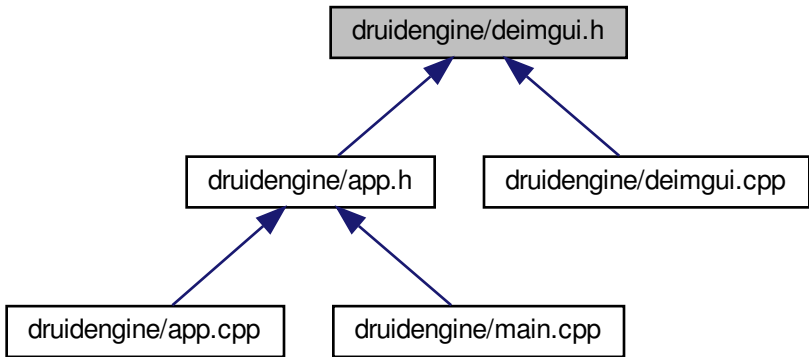 druidengine/deimgui.h
druidengine/app.h
druidengine/deimgui.cpp
druidengine/app.cpp
druidengine/main.cpp